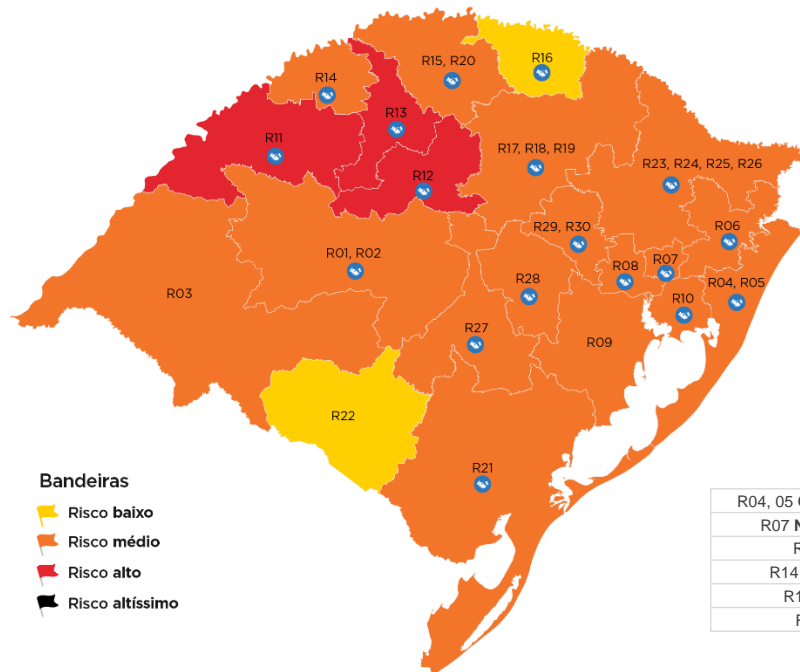 R15, R20
R16
R14
R13
R11
R17, R18, R19
R23, R24, R25, R26
R12
R29, R30
R06
R01, R02
R08
R07
R04, R05
R03
R28
R10
R27
R09
R22
R21
Bandeiras
Risco baixo
Risco médio
Risco alto
Risco altíssimo
R04, 05
R07
R14